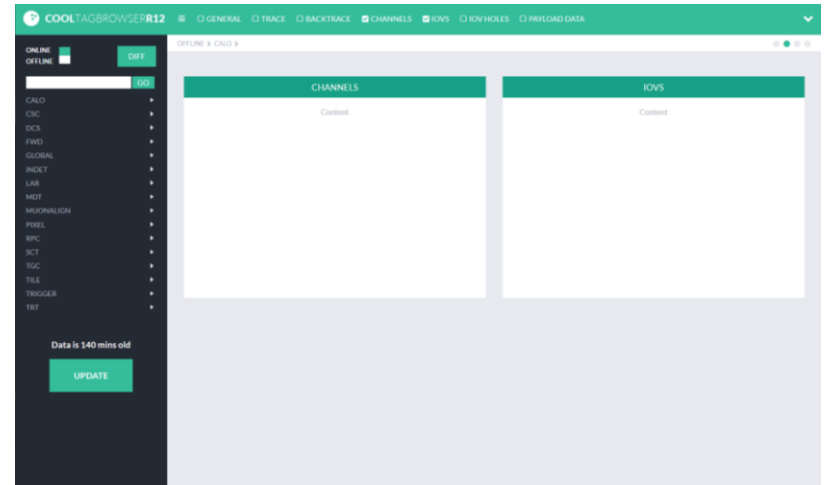 COOLTAGBROWSERR12 GENERAL TRACE BACKTRACE CHANNELS IOVS IOV HOLES PAYLOAD DATA
OFFLINE > CALO >
ONLINE
OFFLINE
DIFF
GO
CALO
CSC
DCS
FWD
GLOBAL
INDET
LAR
MDT
MUONALIGN
PIXEL
RPC
SCT
TGC
TILE
TRIGGER
TRT
Data is 140 mins old
UPDATE
CHANNELS
Content
IOVS
Content